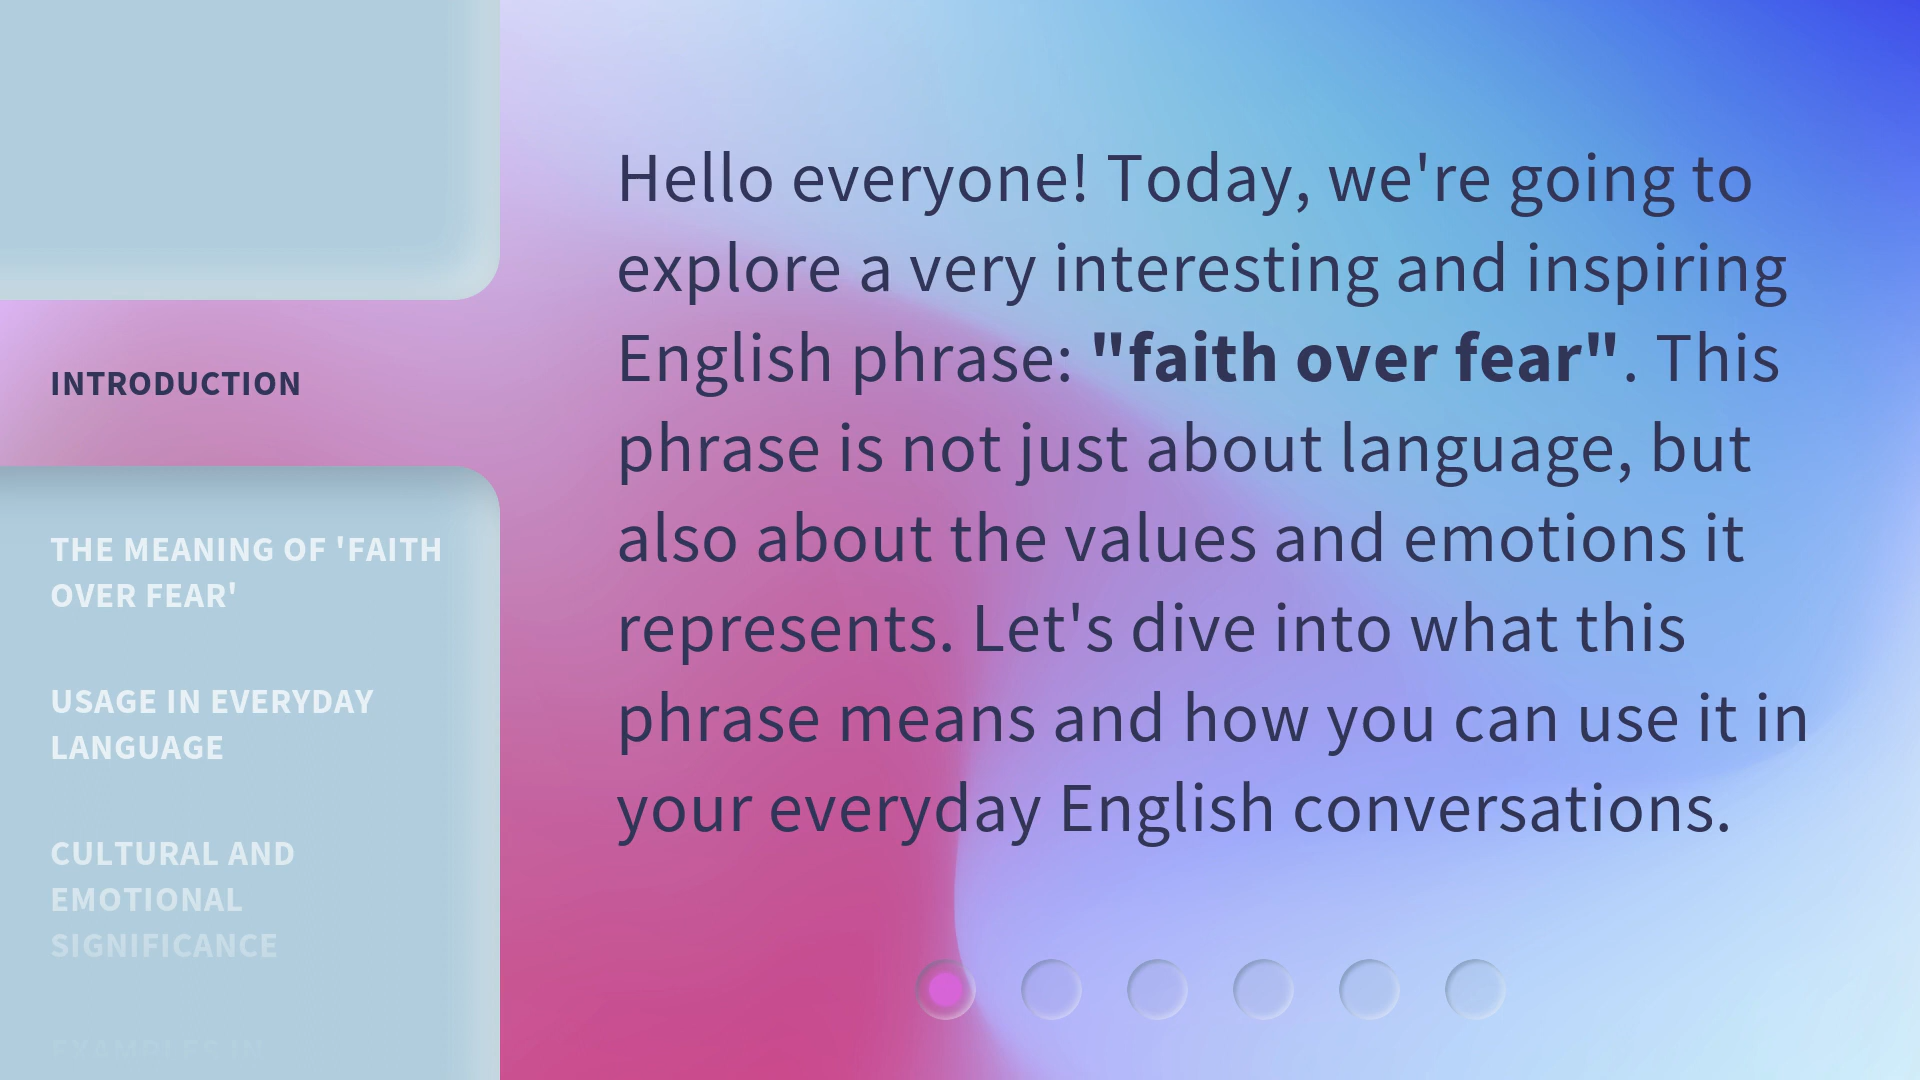 INTRODUCTION
THE MEANING OF 'FAITH
OVER FEAR'
USAGE IN EVERYDAY
LANGUAGE
CULTURAL AND
EMOTIONAL
SIGNIFICANCE
EXAMPLES IN
Hello everyone! Today, we're going to
explore a very interesting and inspiring
English phrase: "faith over fear". This
phrase is not just about language, but
also about the values and emotions it
represents. Let's dive into what this
phrase means and how you can use it in
your everyday English conversations.